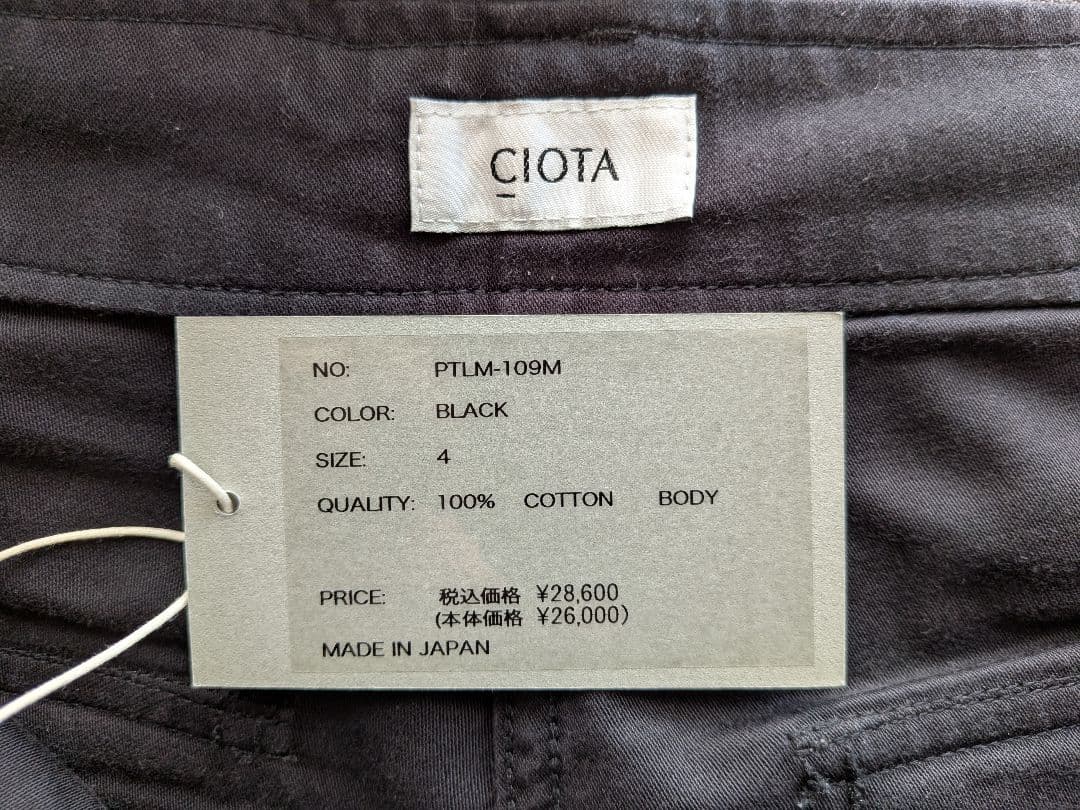 CIOTA
NO: PTLM-109M
COLOR: BLACK
SIZE: 4
QUALITY: 100% COTTON BODY
PRICE: 税込価格 ¥28,600
(本体価格 ¥26,000)
MADE IN JAPAN